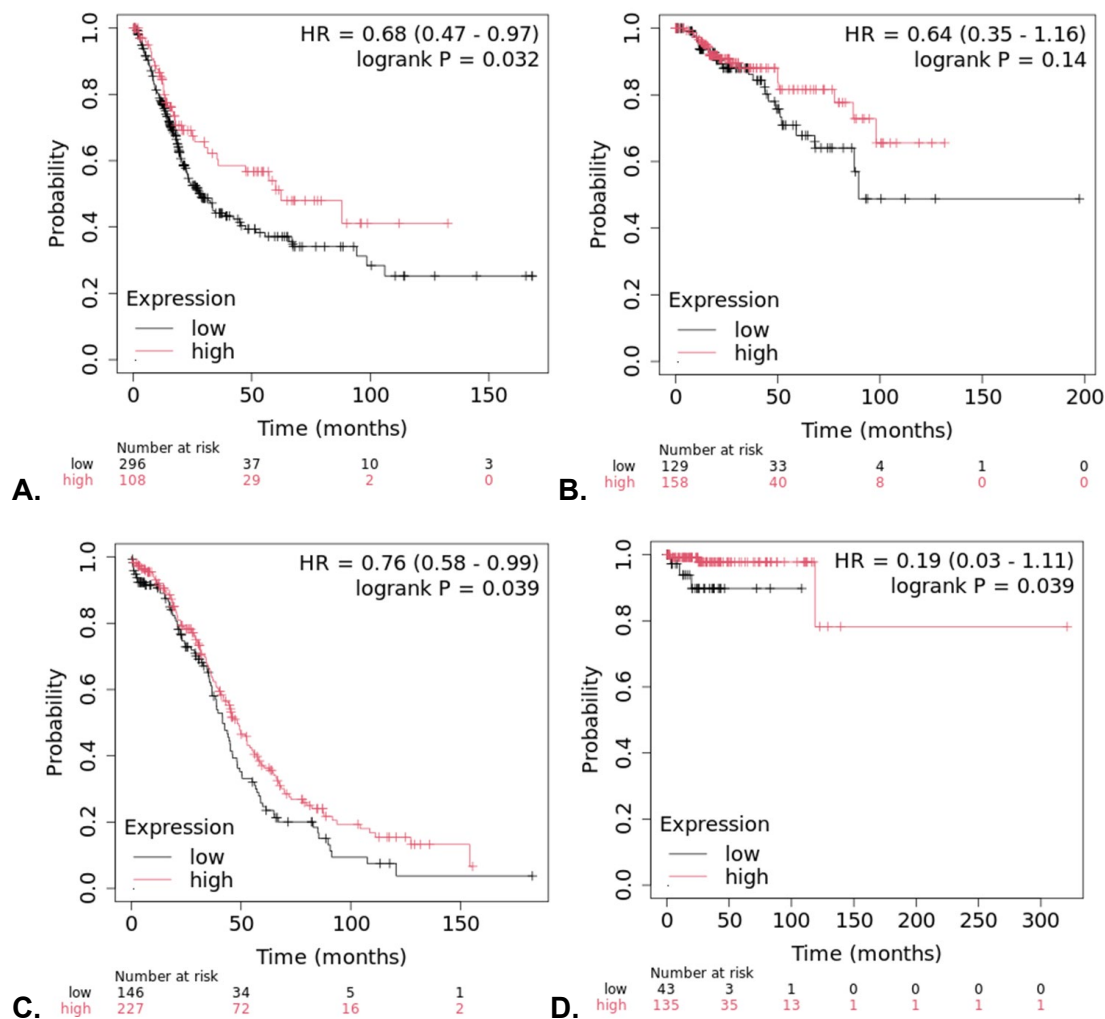 HR = 0.68 (0.47 - 0.97)
logrank P = 0.032
Probability
1.0
0.8
0.6
0.4
0.2
0.0
Expression
low
high
0 50 100 150
Time (months)
Number at risk
low 296 37 10 3
high 108 29 2 0
A.
HR = 0.64 (0.35 - 1.16)
logrank P = 0.14
Probability
1.0
0.8
0.6
0.4
0.2
0.0
Expression
low
high
0 50 100 150 200
Time (months)
Number at risk
low 129 33 4 1 0
high 158 40 8 0 0
B.
HR = 0.76 (0.58 - 0.99)
logrank P = 0.039
Probability
1.0
0.8
0.6
0.4
0.2
0.0
Expression
low
high
0 50 100 150
Time (months)
Number at risk
low 146 34 5 1
high 227 72 16 2
C.
HR = 0.19 (0.03 - 1.11)
logrank P = 0.039
Probability
1.0
0.8
0.6
0.4
0.2
0.0
Expression
low
high
0 50 100 150 200 250 300
Time (months)
Number at risk
low 43 3 1 0 0 0 0
high 135 35 13 1 1 1 1
D.